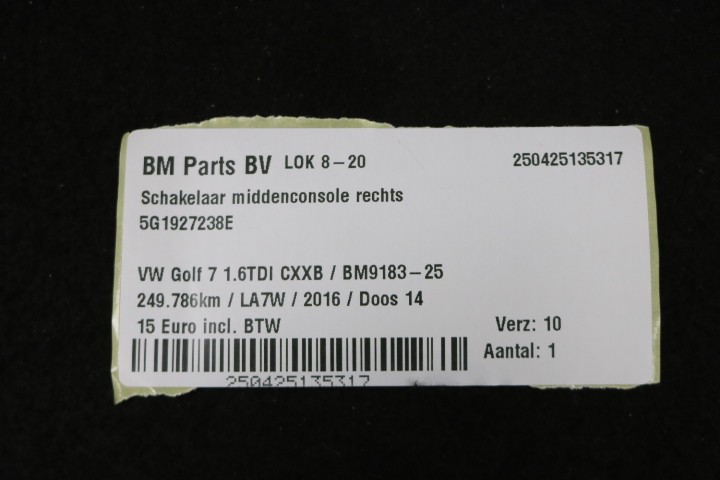 BM Parts BV LOK 8-20 250425135317
Schakelaar middenconsole rechts
5G1927238E
VW Golf 7 1.6TDI CXXB / BM9183-25
249.786km / LA7W / 2016 / Doos 14
15 Euro incl. BTW Verz: 10
Aantal: 1
250425135317